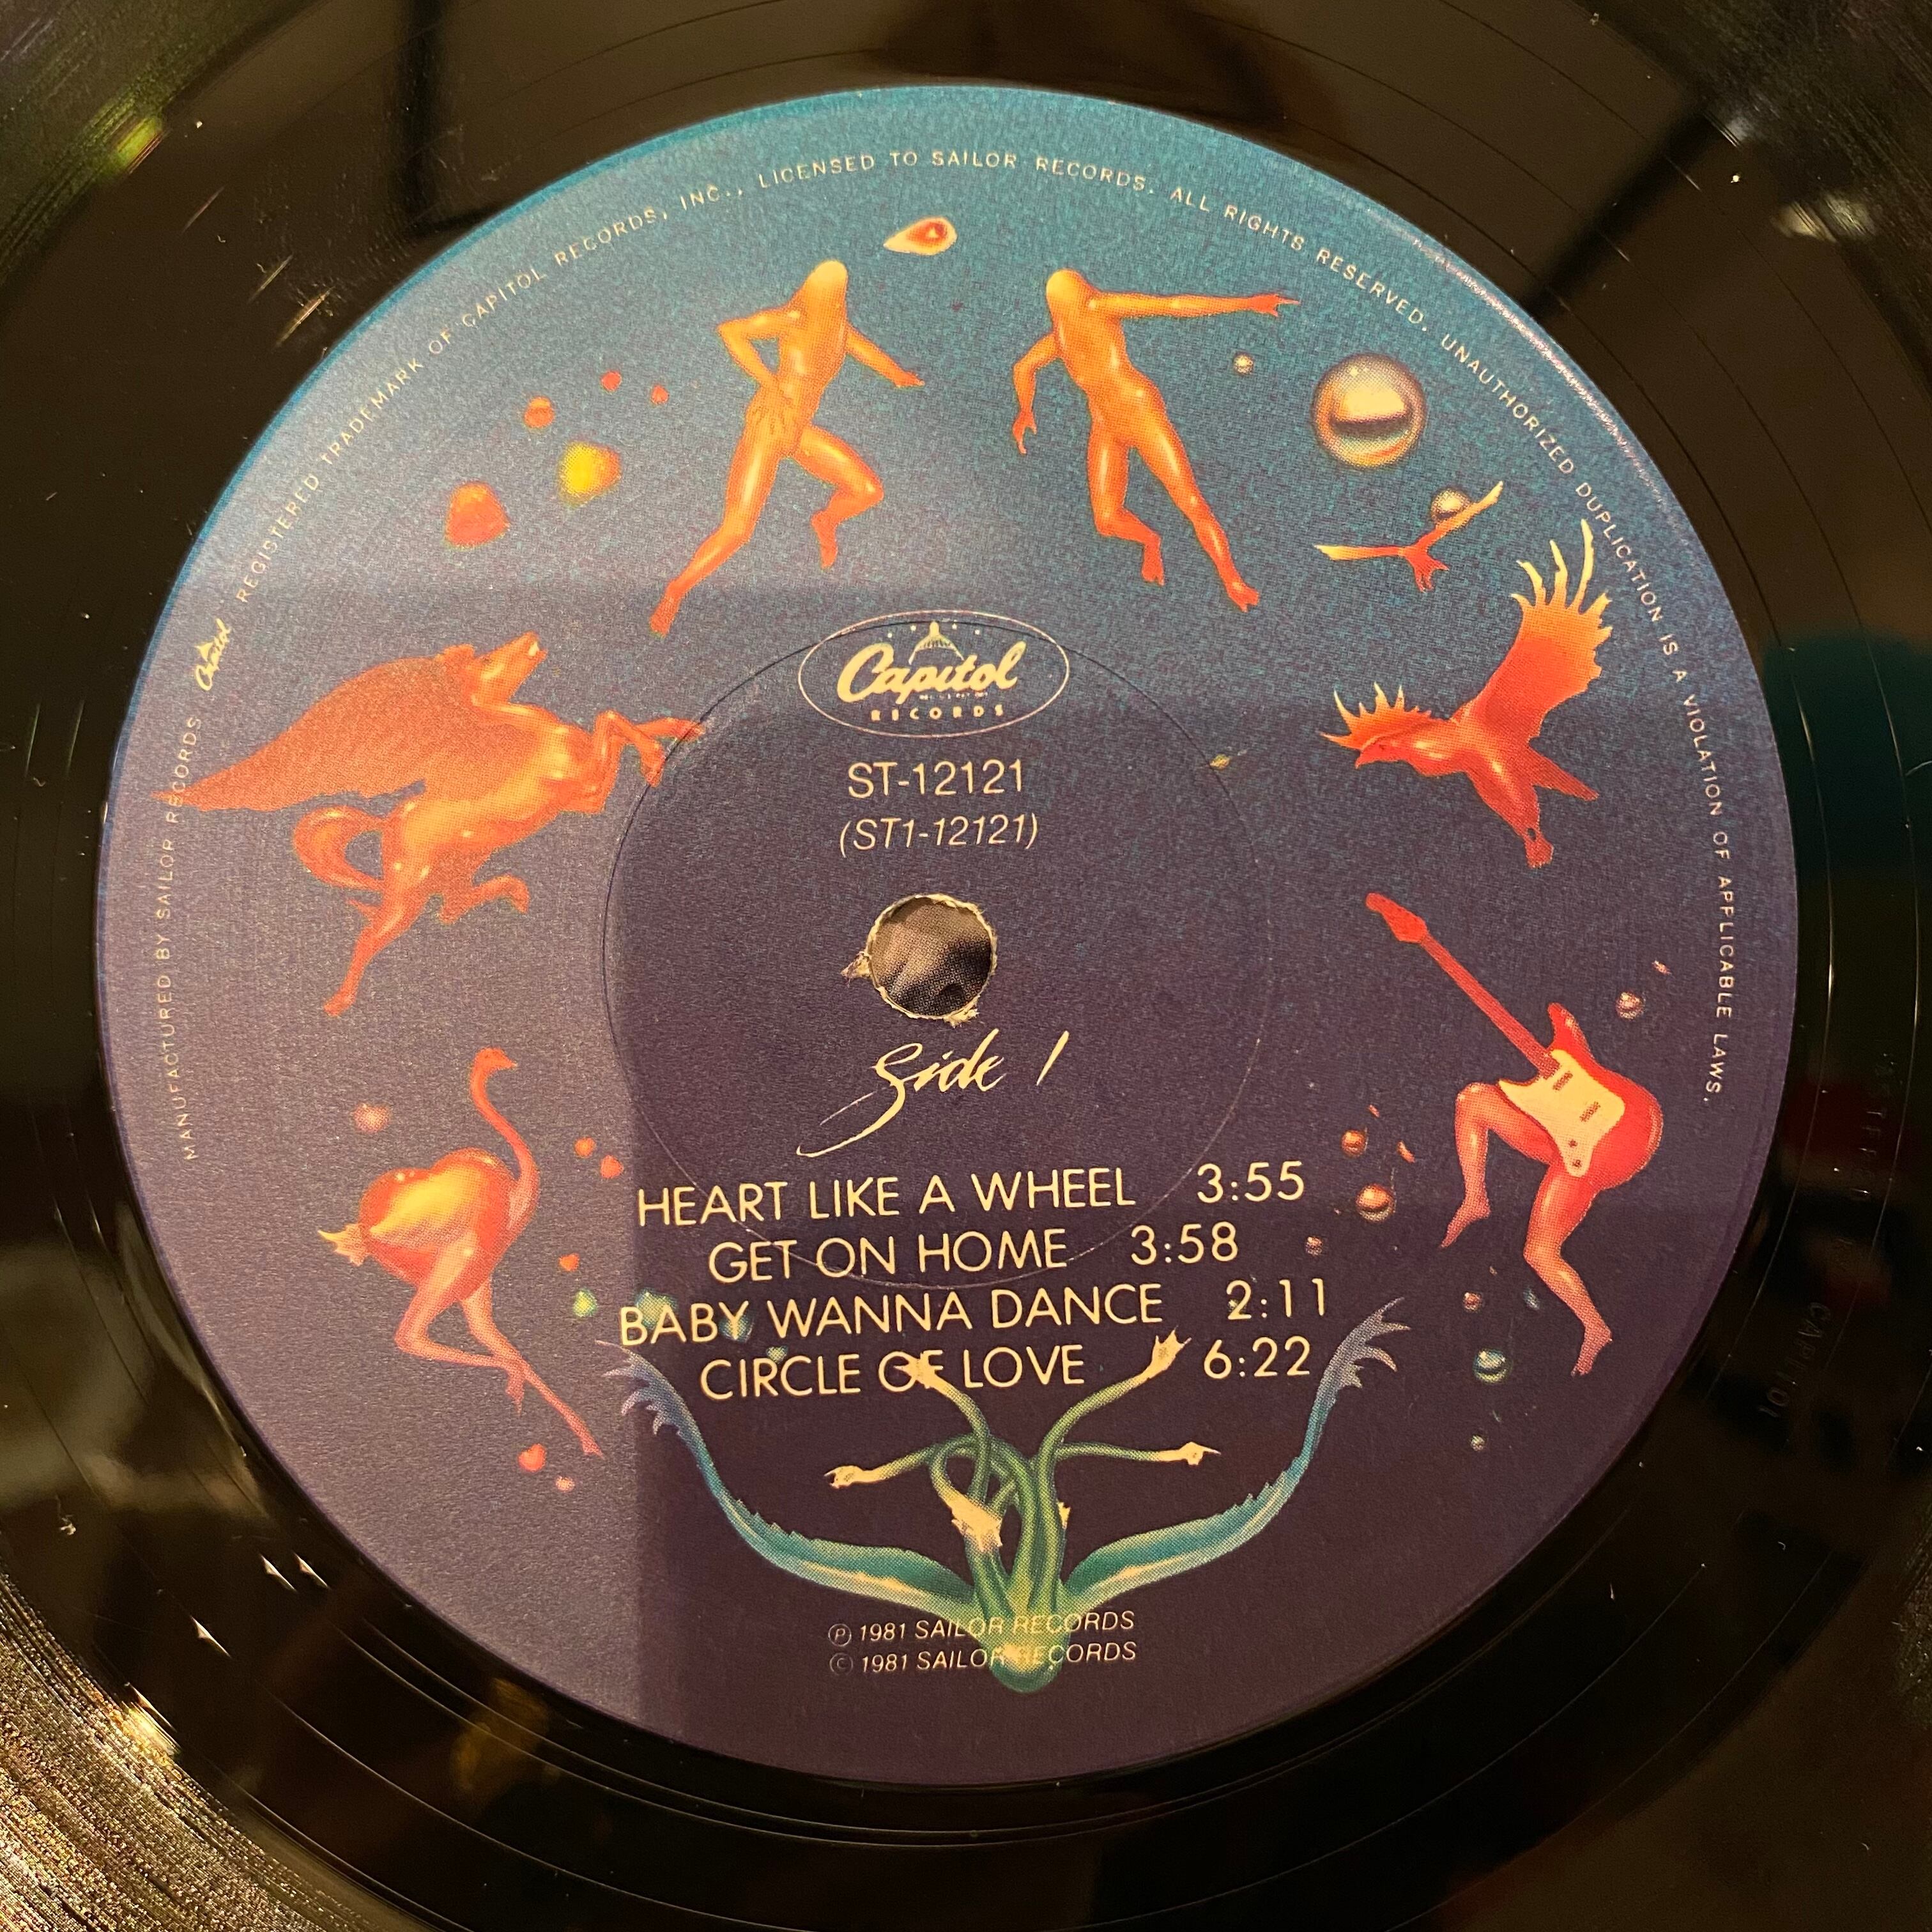 MANUFACTURED BY SAILOR RECORDS Capitol REGISTERED TRADEMARK OF CAPITOL RECORDS, INC., LICENSED TO SAILOR RECORDS. ALL RIGHTS RESERVED. UNAUTHORIZED DUPLICATION IS A VIOLATION OF APPLICABLE LAWS.
Capitol
RECORDS
ST-12121
(ST1-12121)
Side 1
HEART LIKE A WHEEL 3:55
GET ON HOME 3:58
BABY WANNA DANCE 2:11
CIRCLE OF LOVE 6:22
Ⓟ 1981 SAILOR RECORDS
© 1981 SAILOR RECORDS